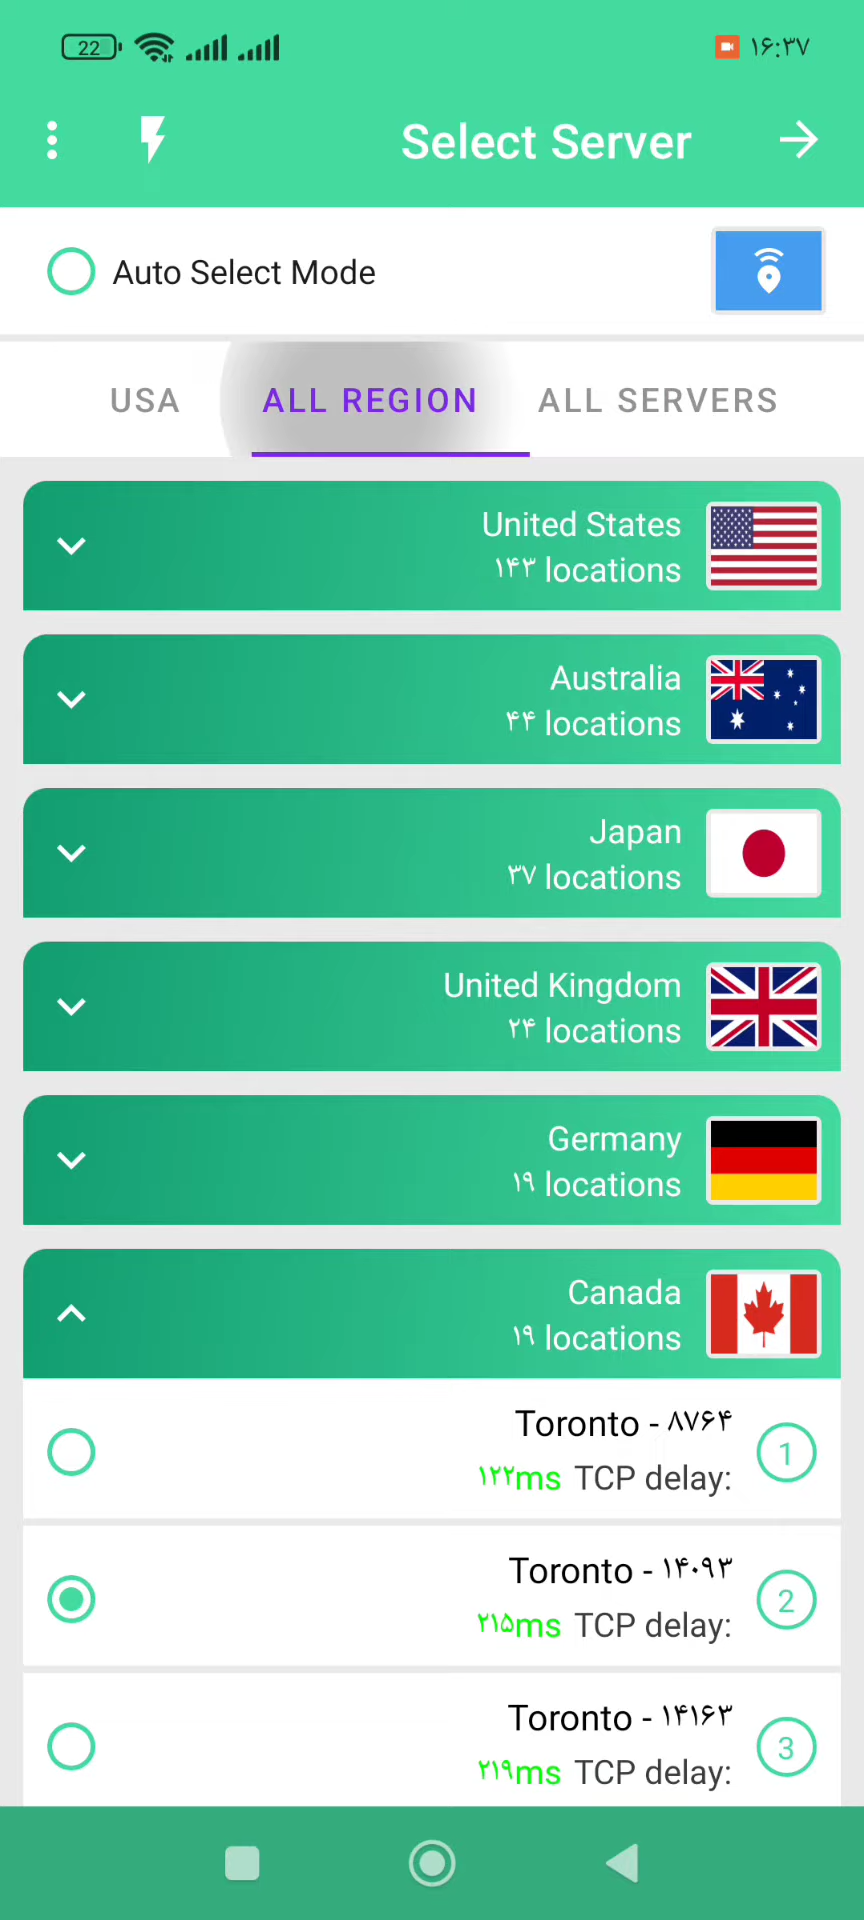 22
۱۶:۳۷
Select Server
Auto Select Mode
USA
ALL REGION
ALL SERVERS
United States
۱۴۳ locations
Australia
۴۴ locations
Japan
۳۷ locations
United Kingdom
۲۴ locations
Germany
۱۹ locations
Canada
۱۹ locations
Toronto - ۸۷۶۴
1
۱۲۲ms TCP delay:
Toronto - ۱۴۰۹۳
2
۲۱۵ms TCP delay:
Toronto - ۱۴۱۶۳
3
۲۱۹ms TCP delay: